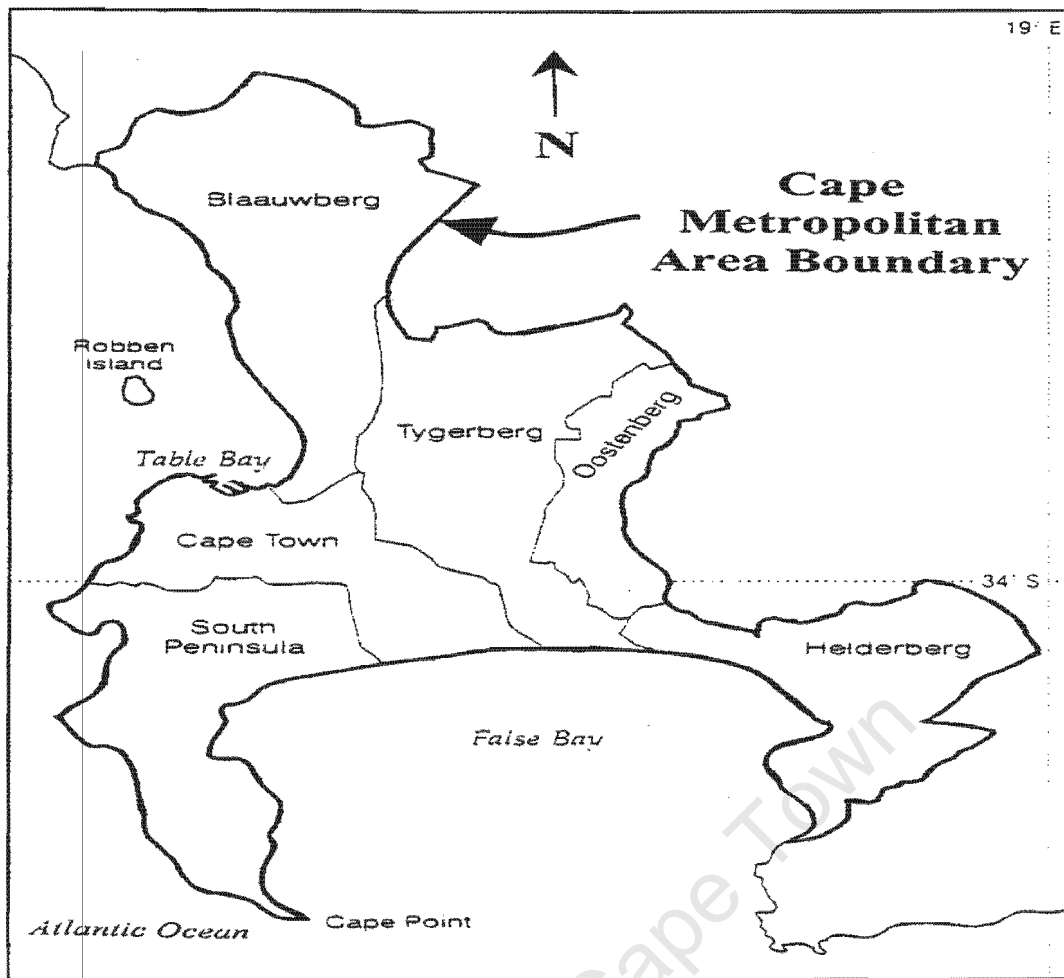 19° E
N
Cape
Metropolitan
Area Boundary
Blaauwberg
Robben
Island
Tygerberg
Oostenberg
Table Bay
Cape Town
34° S
South
Peninsula
Helderberg
False Bay
Cape Point
Atlantic Ocean
Cape Town